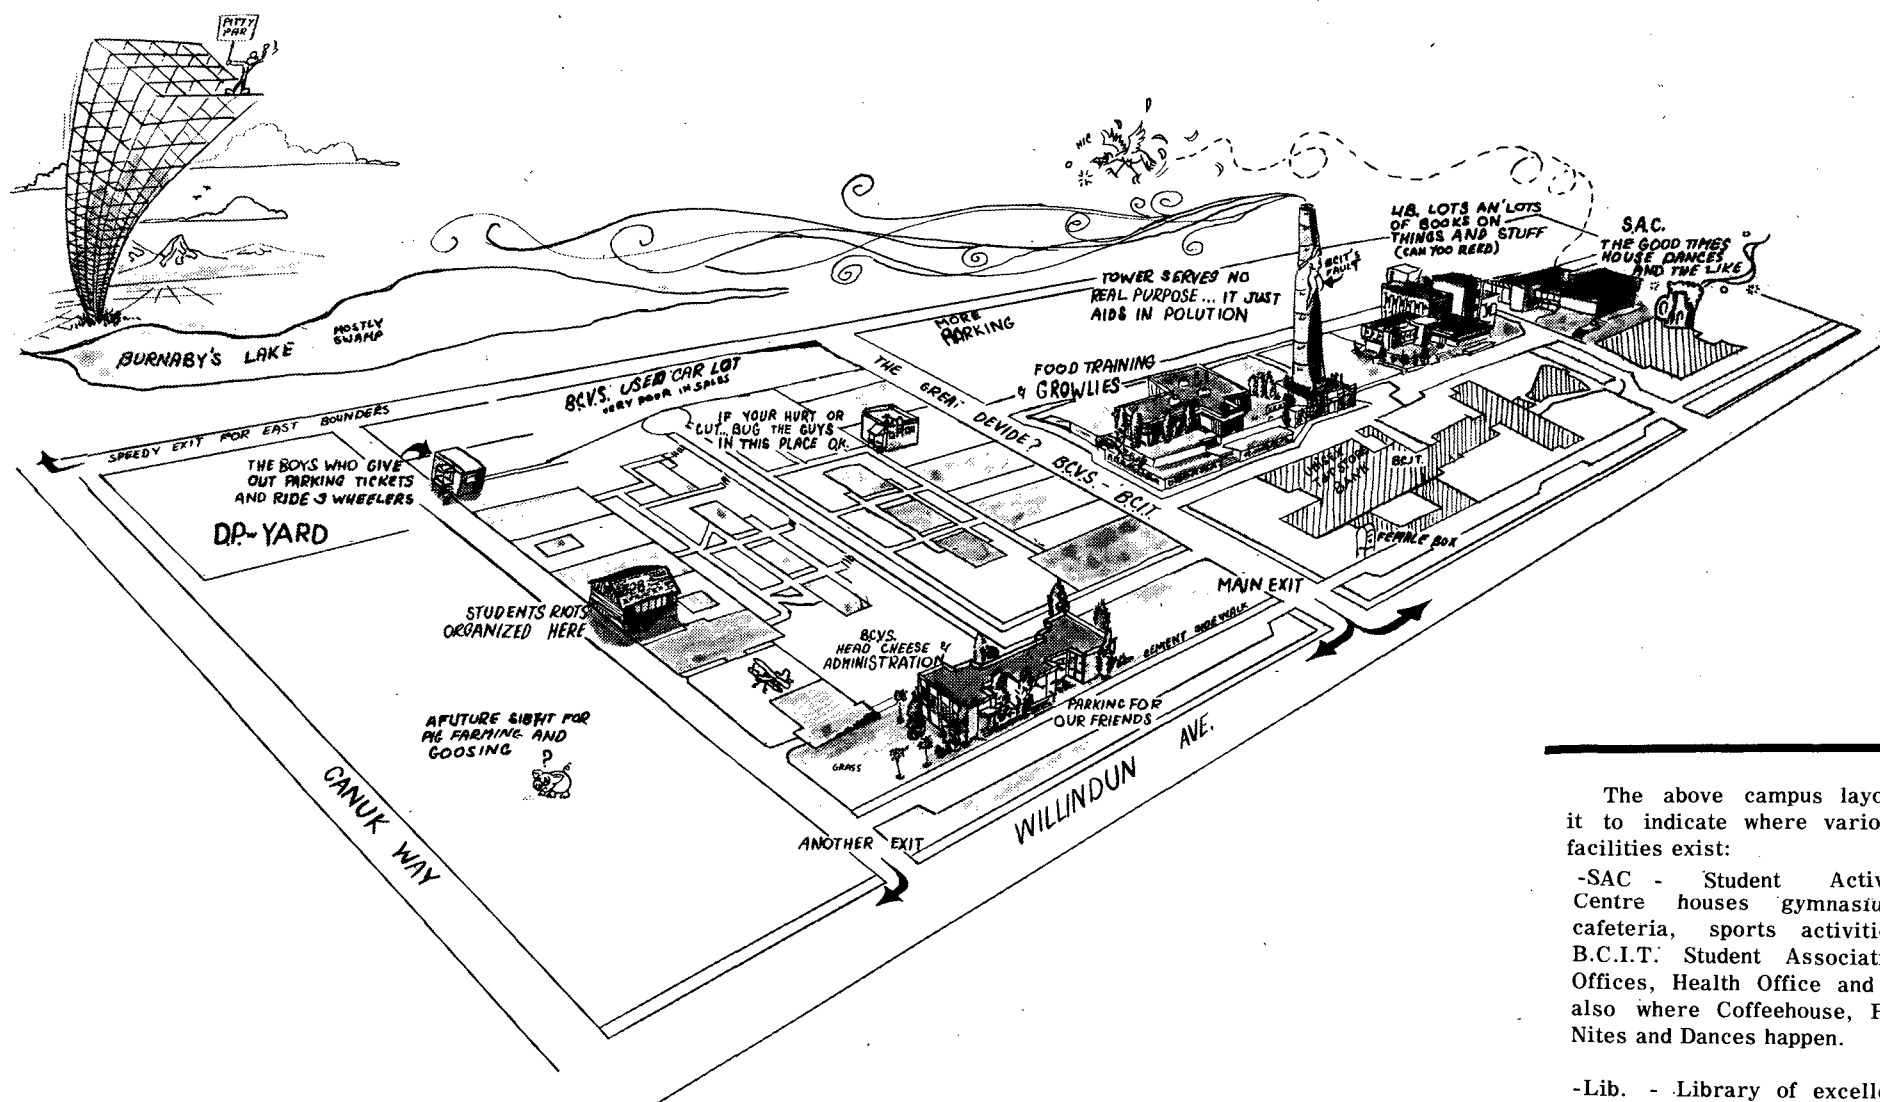 PITTY
PAR
HIC
LIB. LOTS AN' LOTS
OF BOOKS ON
THINGS AND STUFF
(CAN YOO REED)
S.A.C.
THE GOOD TIMES
HOUSE DANCES
AND THE LIKE
BCIT'S
FAULT
TOWER SERVES NO
REAL PURPOSE... IT JUST
AIDS IN POLUTION
MORE
PARKING
MOSTLY
SWAMP
BURNABY'S LAKE
FOOD TRAINING
& GROWLIES
THE GREAT DEVIDE? B.C.V.S. - BCIT.
B.C.V.S. USED CAR LOT
VERY POOR IN SALES
IF YOUR HURT OR
CUT.. BUG THE GUYS
IN THIS PLACE OK.
SPEEDY EXIT FOR EAST BOUNDERS
THE BOYS WHO GIVE
OUT PARKING TICKETS
AND RIDE 3 WHEELERS
D.P.-YARD
BCIT.
TV STORE
FEMALE BOX
MAIN EXIT
STUDENTS RIOTS
ORGANIZED HERE
B.C.V.S.
HEAD CHEESE &
ADMINISTRATION
CEMENT SIDEWALK
PARKING FOR
OUR FRIENDS
A FUTURE SIGHT FOR
PIG FARMING AND
GOOSING
?
GRASS
CANUK WAY
WILLINDUN AVE.
ANOTHER EXIT
The above campus layo
it to indicate where vario
facilities exist:
-SAC - Student Activ
Centre houses gymnasiu
cafeteria, sports activiti
B.C.I.T. Student Associati
Offices, Health Office and
also where Coffeehouse, F
Nites and Dances happen.
-Lib. - Library of excelle